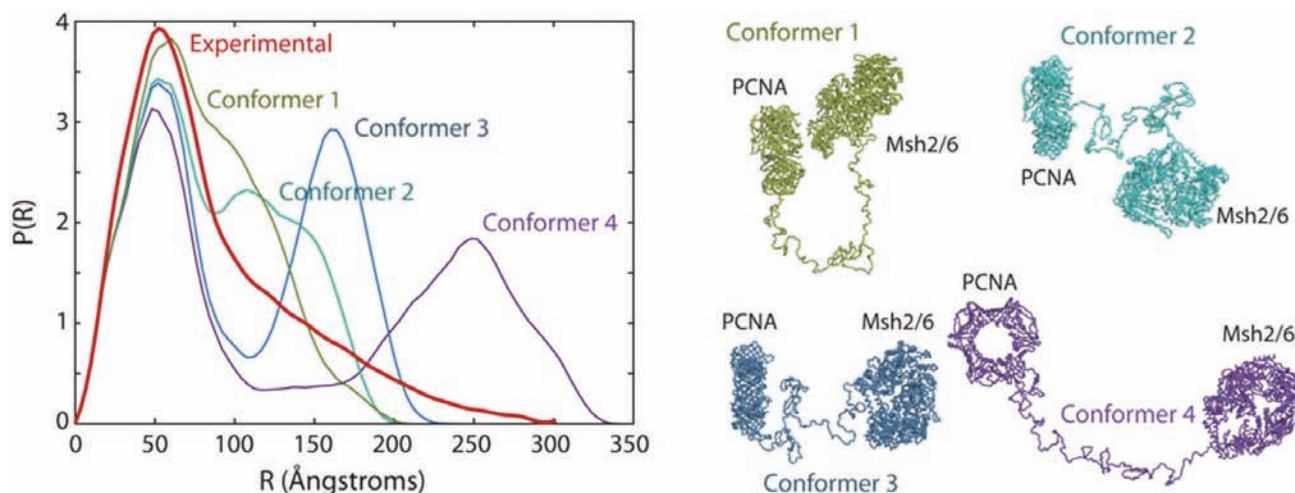 4
3
2
1
0
P(R)
Experimental
Conformer 1
Conformer 3
Conformer 2
Conformer 4
0 50 100 150 200 250 300 350
R (Ångstroms)
Conformer 1
PCNA
Msh2/6
Conformer 2
PCNA
Msh2/6
PCNA
Msh2/6
Conformer 3
PCNA
Msh2/6
Conformer 4